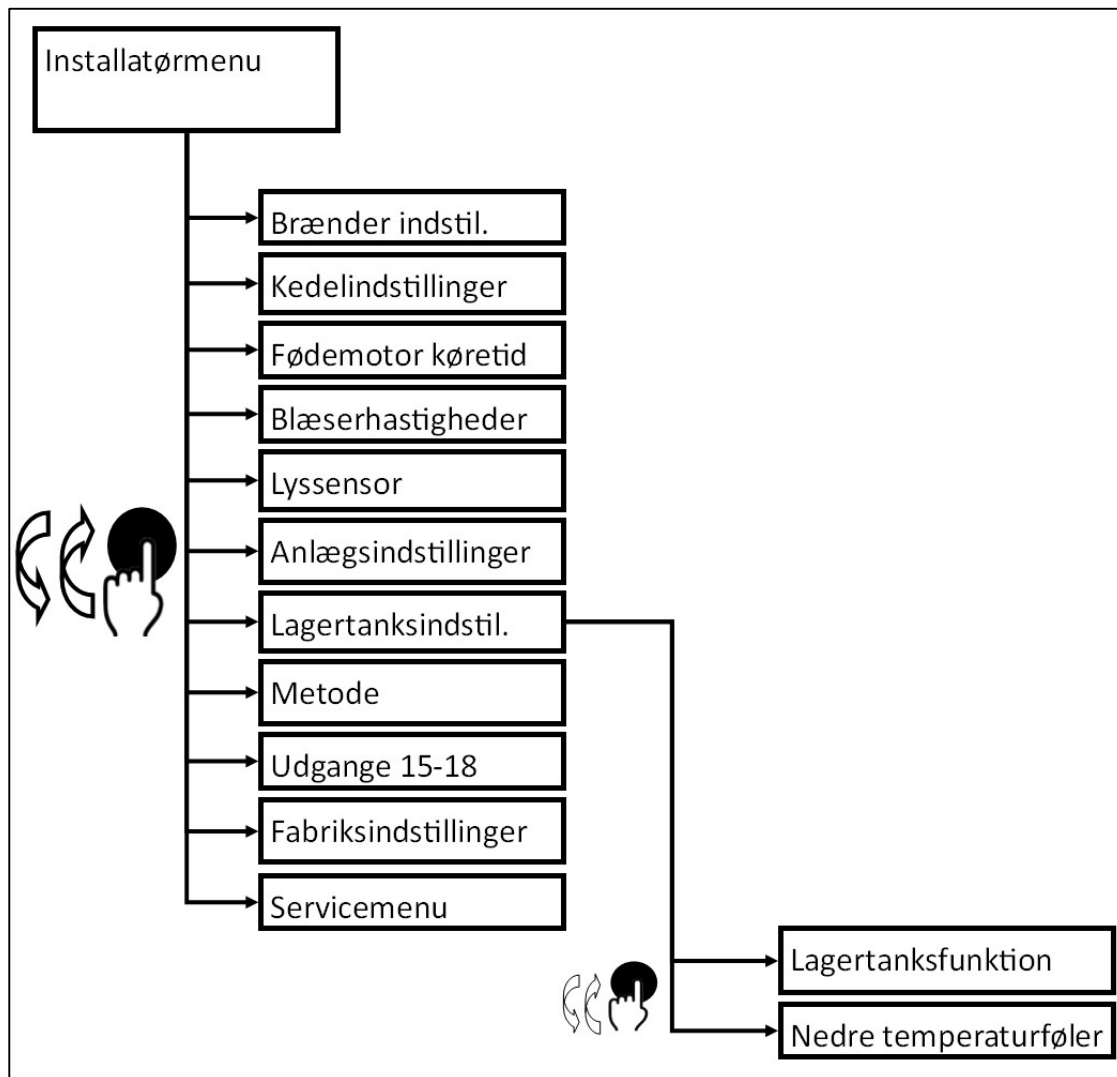 Installatørmenu
Brænder indstil.
Kedelindstillinger
Fødemotor køretid
Blæserhastigheder
Lyssensor
Anlægsindstillinger
Lagertanksindstil.
Metode
Udgange 15-18
Fabriksindstillinger
Servicemenu
Lagertanksfunktion
Nedre temperaturføler